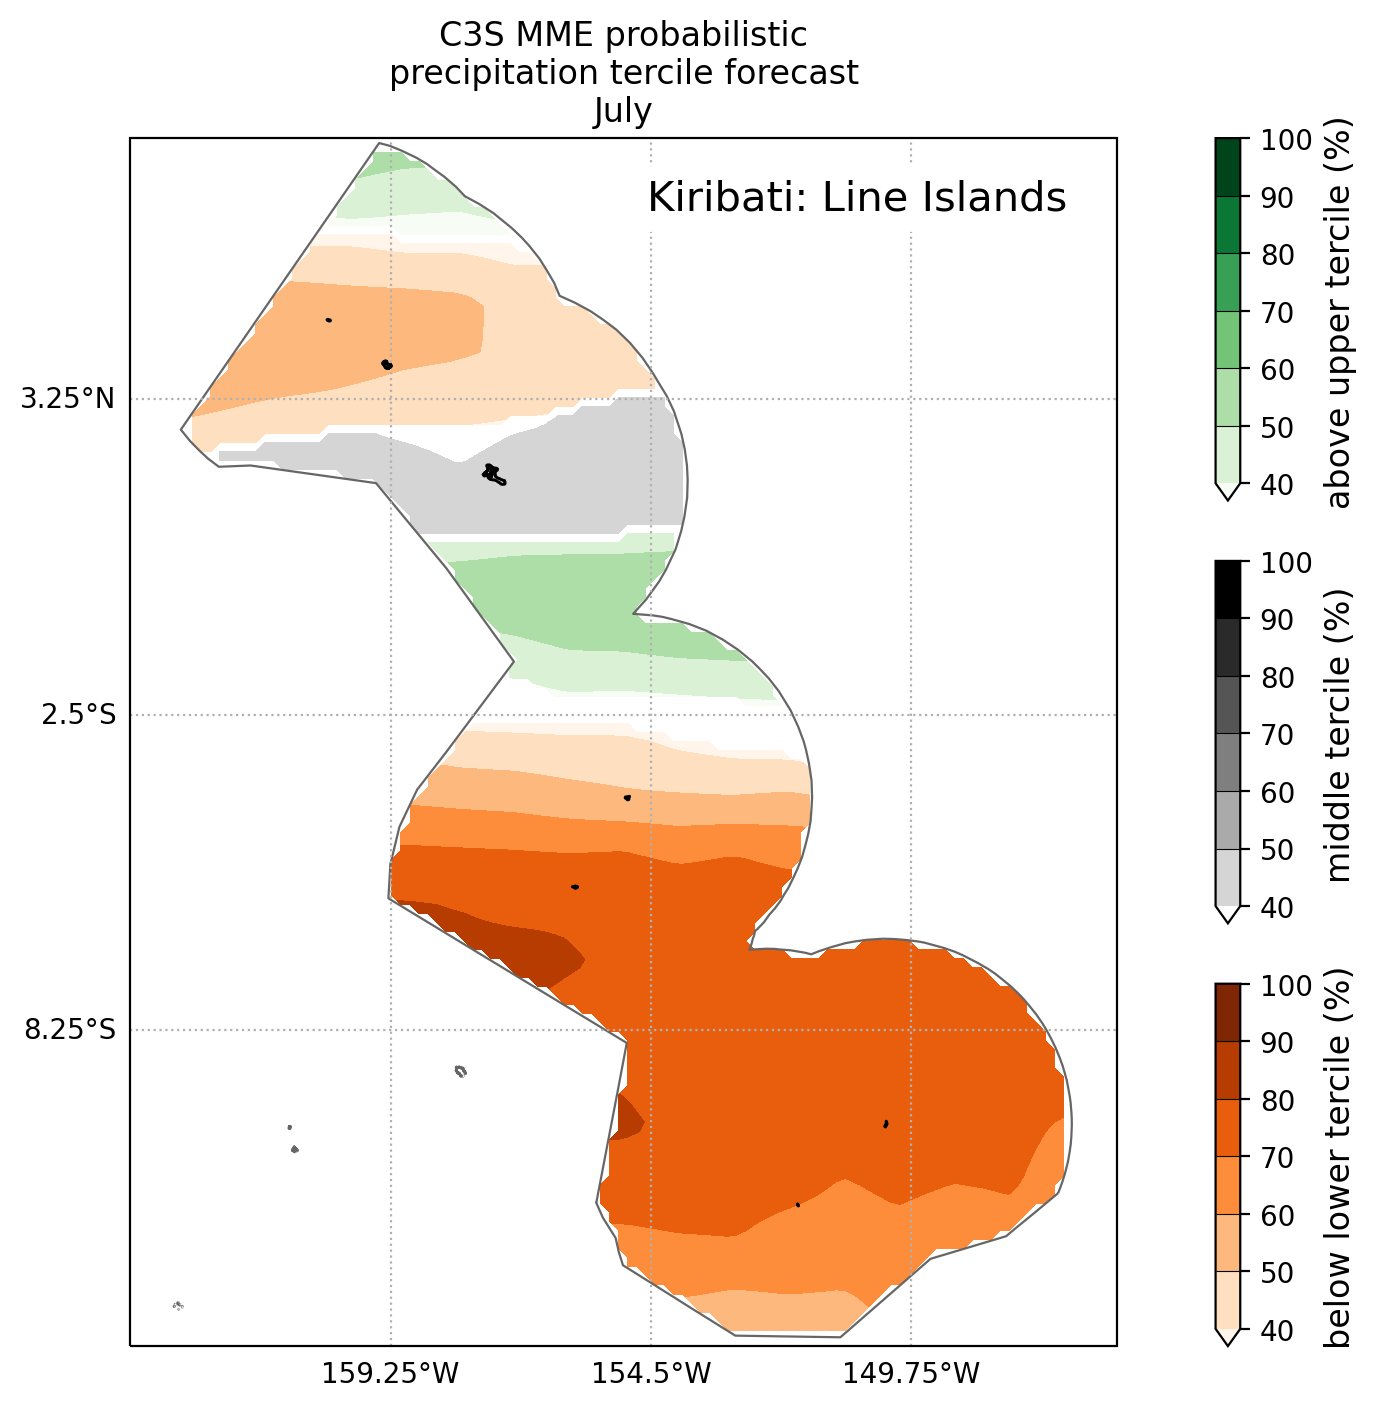 C3S MME probabilistic
precipitation tercile forecast
July
Kiribati: Line Islands
3.25°N
2.5°S
8.25°S
159.25°W
154.5°W
149.75°W
100
90
80
70
60
50
40
above upper tercile (%)
100
90
80
70
60
50
40
middle tercile (%)
100
90
80
70
60
50
40
below lower tercile (%)